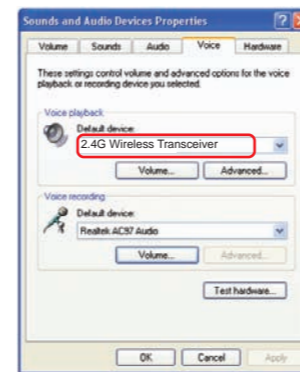 Sounds and Audio Devices Properties
Volume Sounds Audio Voice Hardware
These settings control volume and advanced options for the voice
playback or recording device you selected.
Voice playback
Default device:
2.4G Wireless Transceiver
Volume... Advanced...
Voice recording
Default device:
Realtek AC97 Audio
Volume... Advanced...
Test hardware...
OK Cancel Apply